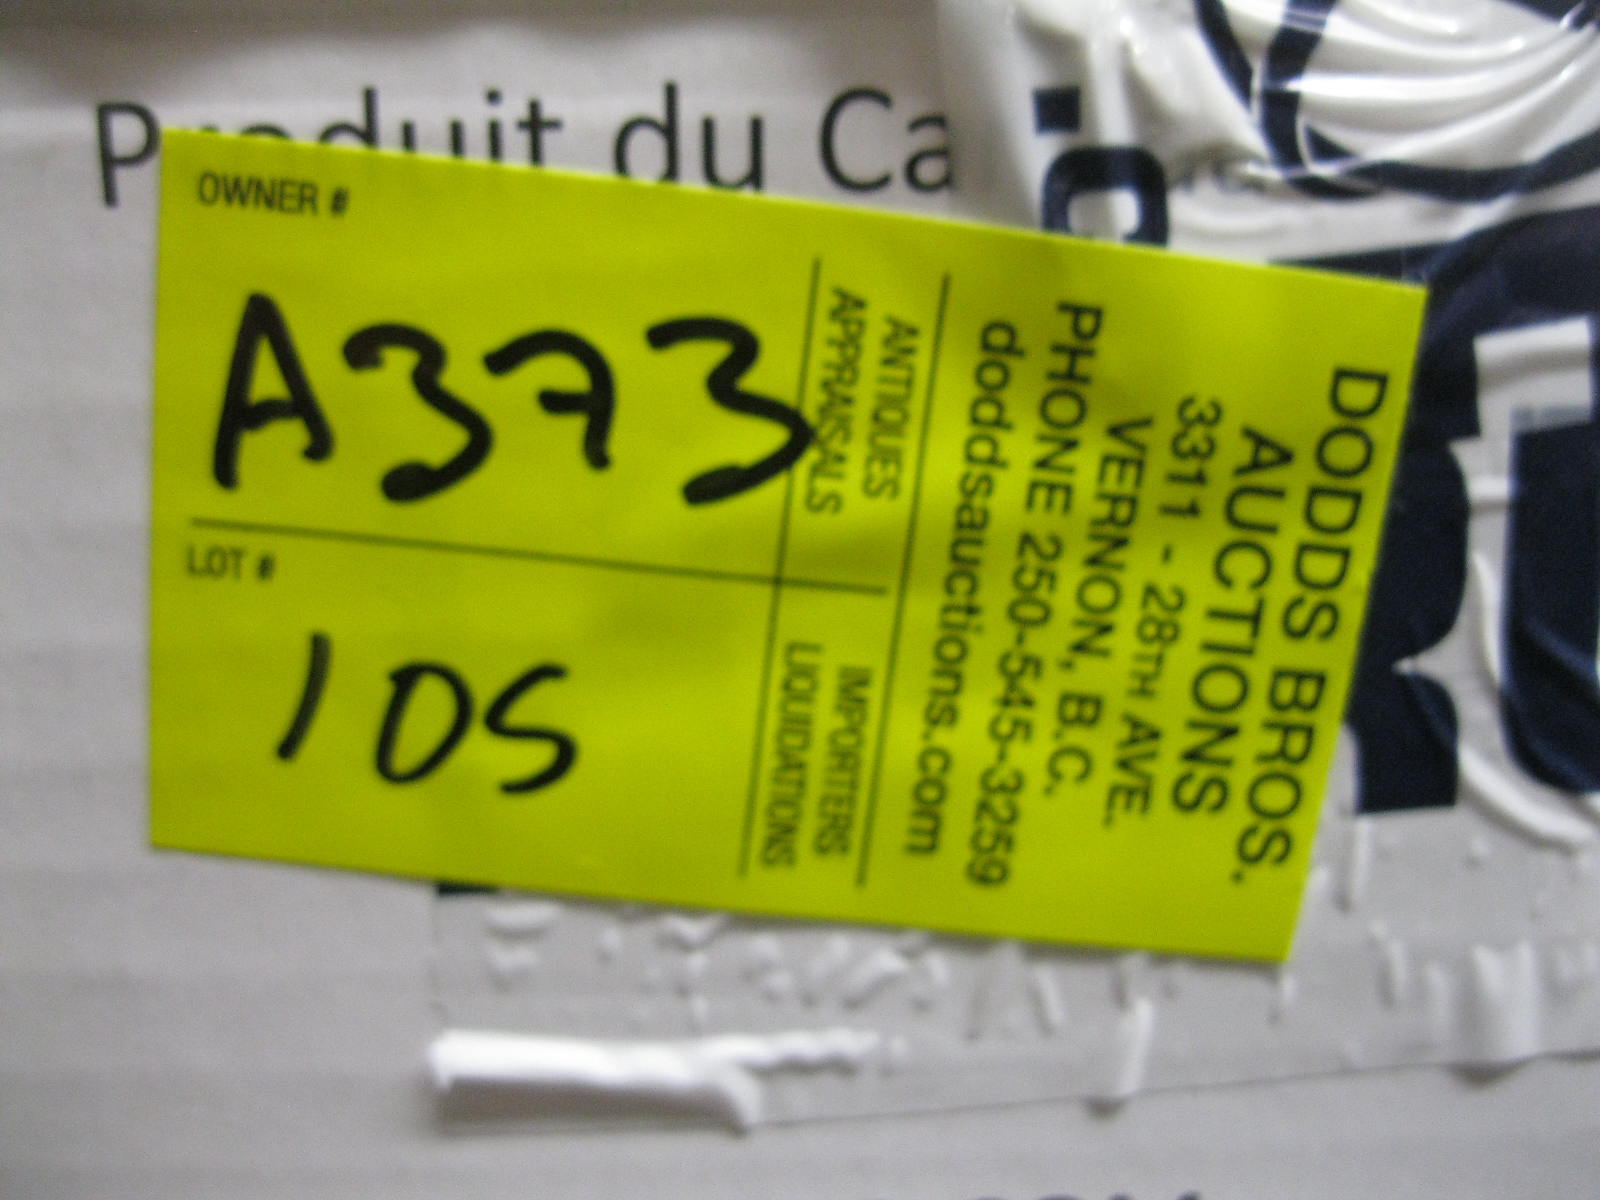 Produit du Ca
OWNER #
A373
LOT #
105
ANTIQUES
APPRAISALS
IMPORTERS
LIQUIDATIONS
DODDS BROS.
AUCTIONS
3311 - 28TH AVE.
VERNON, B.C.
PHONE 250-545-3259
doddsauctions.com